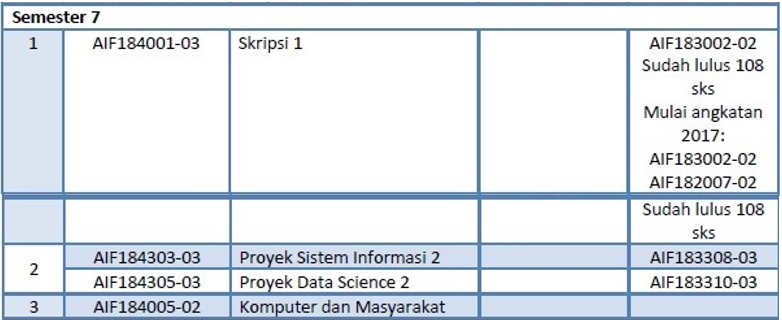 Semester 7
1 AIF184001-03 Skripsi 1 AIF183002-02
Sudah lulus 108
sks
Mulai angkatan
2017:
AIF183002-02
AIF182007-02
Sudah lulus 108
sks
2 AIF184303-03 Proyek Sistem Informasi 2 AIF183308-03
AIF184305-03 Proyek Data Science 2 AIF183310-03
3 AIF184005-02 Komputer dan Masyarakat